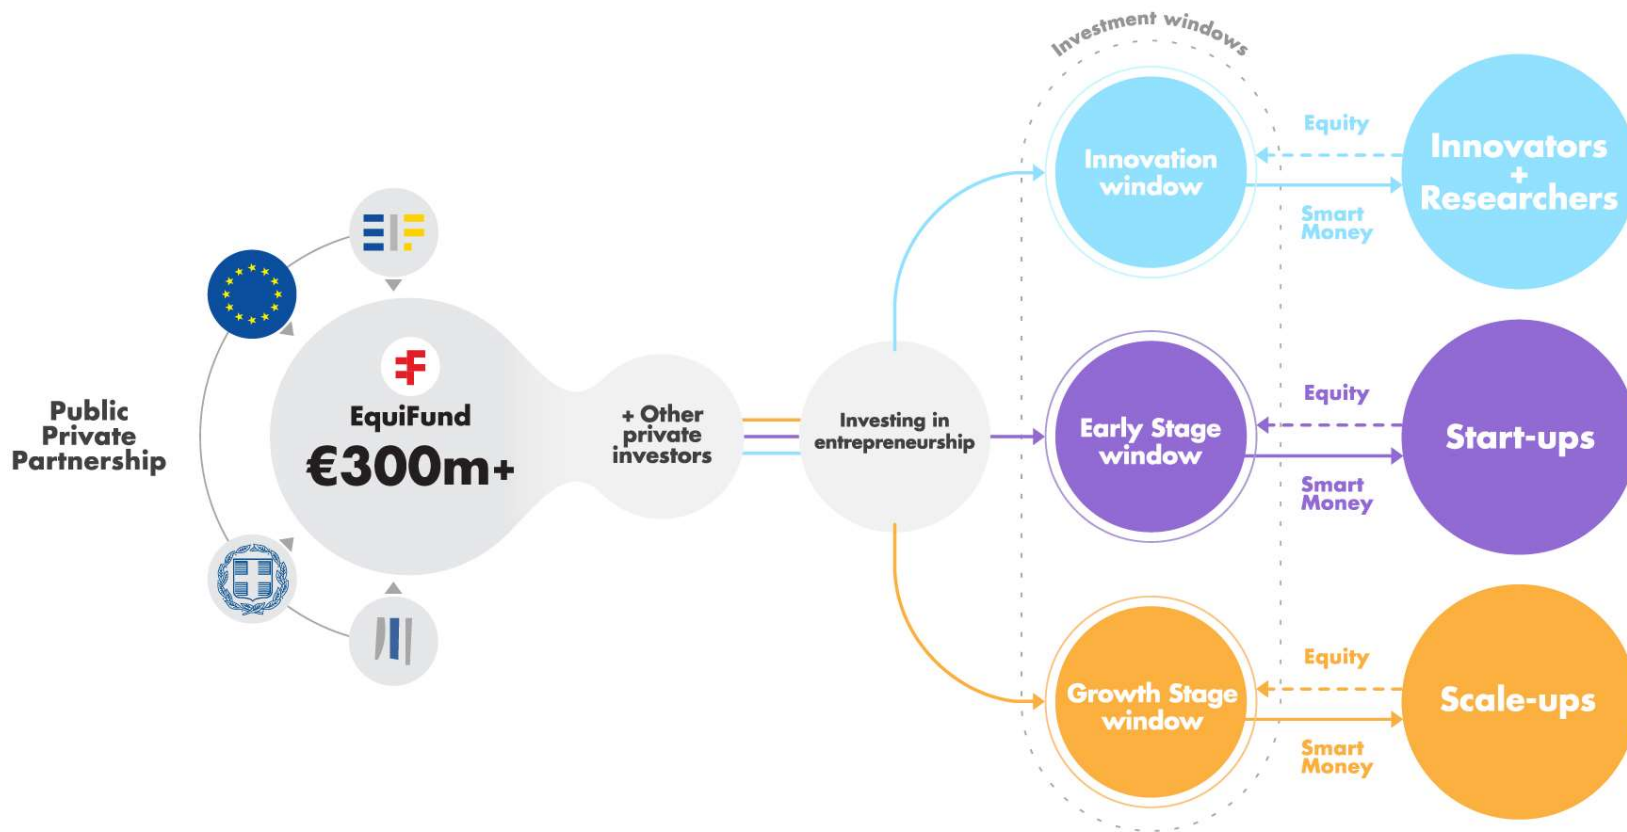 Public
Private
Partnership
EIF
EquiFund
€300m+
+ Other
private
investors
Investing in
entrepreneurship
Investment windows
Innovation
window
Equity
Smart
Money
Innovators
+
Researchers
Early Stage
window
Equity
Smart
Money
Start-ups
Growth Stage
window
Equity
Smart
Money
Scale-ups